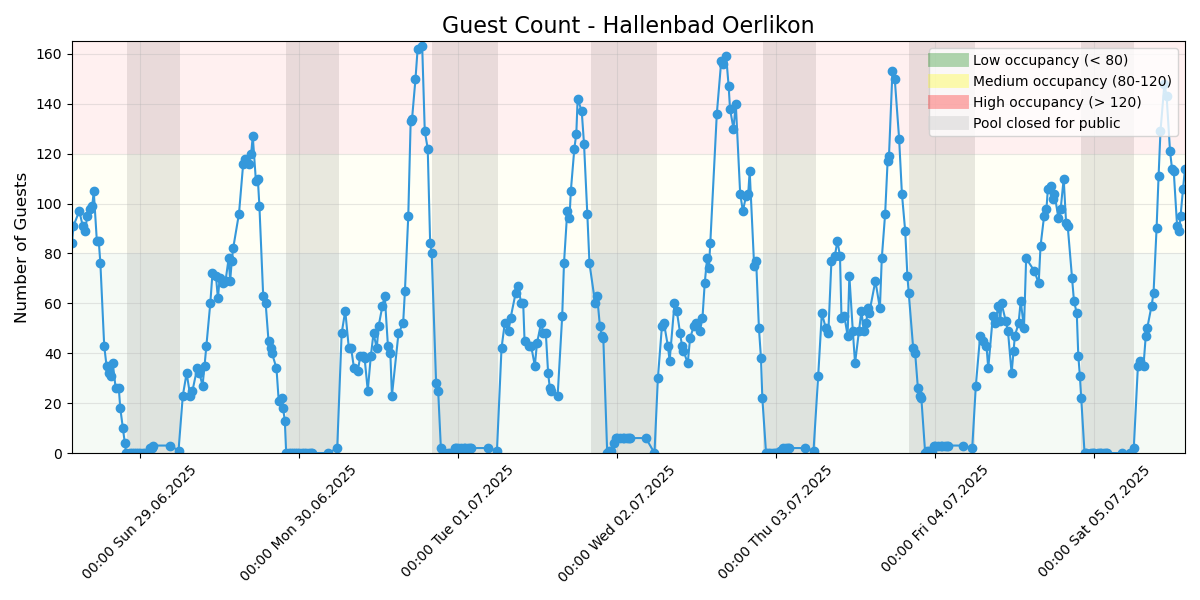 Guest Count - Hallenbad Oerlikon
Number of Guests
160
140
120
100
80
60
40
20
0
Low occupancy (< 80)
Medium occupancy (80-120)
High occupancy (> 120)
Pool closed for public
00:00 Sun 29.06.2025
00:00 Mon 30.06.2025
00:00 Tue 01.07.2025
00:00 Wed 02.07.2025
00:00 Thu 03.07.2025
00:00 Fri 04.07.2025
00:00 Sat 05.07.2025